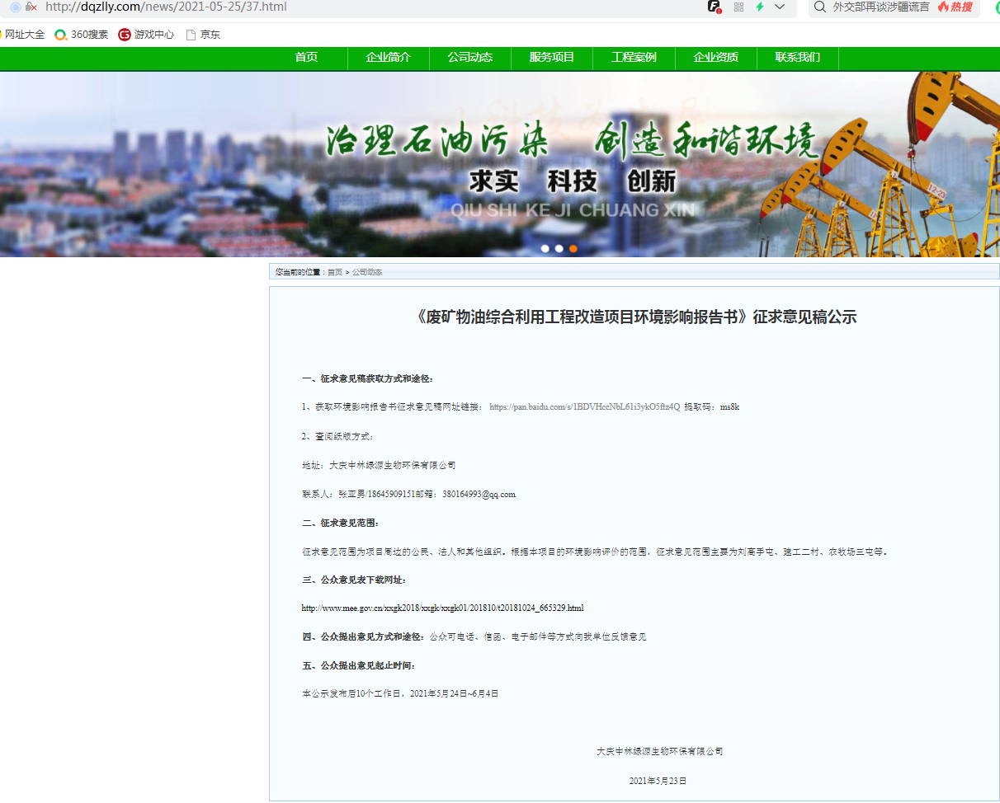 http://dqzlly.com/news/2021-05-25/37.html
外交部再谈涉疆谎言 热搜
网址大全 360搜索 游戏中心 京东
首页 企业简介 公司动态 服务项目 工程案例 企业资质 联系我们
治理石油污染 创造和谐环境
求实 科技 创新
QIU SHI KE JI CHUANG XIN
12-23
您当前的位置：首页 > 公司动态
《废矿物油综合利用工程改造项目环境影响报告书》征求意见稿公示
一、征求意见稿获取方式和途径：
1、获取环境影响报告书征求意见稿网址链接： https://pan.baidu.com/s/1BDVHccNbL61i3ykO5ftz4Q 提取码：ms8k
2、查阅纸版方式：
地址：大庆中林绿源生物环保有限公司
联系人：张亚男/18645909151邮箱：380164993@qq.com
二、征求意见范围：
征求意见范围为项目周边的公民、法人和其他组织。根据本项目的环境影响评价的范围，征求意见范围主要为刘高手屯、建工二村、农牧场三屯等。
三、公众意见表下载网址：
http://www.mee.gov.cn/xxgk2018/xxgk/xxgk01/201810/t20181024_665329.html
四、公众提出意见方式和途径：公众可电话、信函、电子邮件等方式向我单位反馈意见
五、公众提出意见起止时间：
本公示发布后10个工作日，2021年5月24日~6月4日
大庆中林绿源生物环保有限公司
2021年5月23日